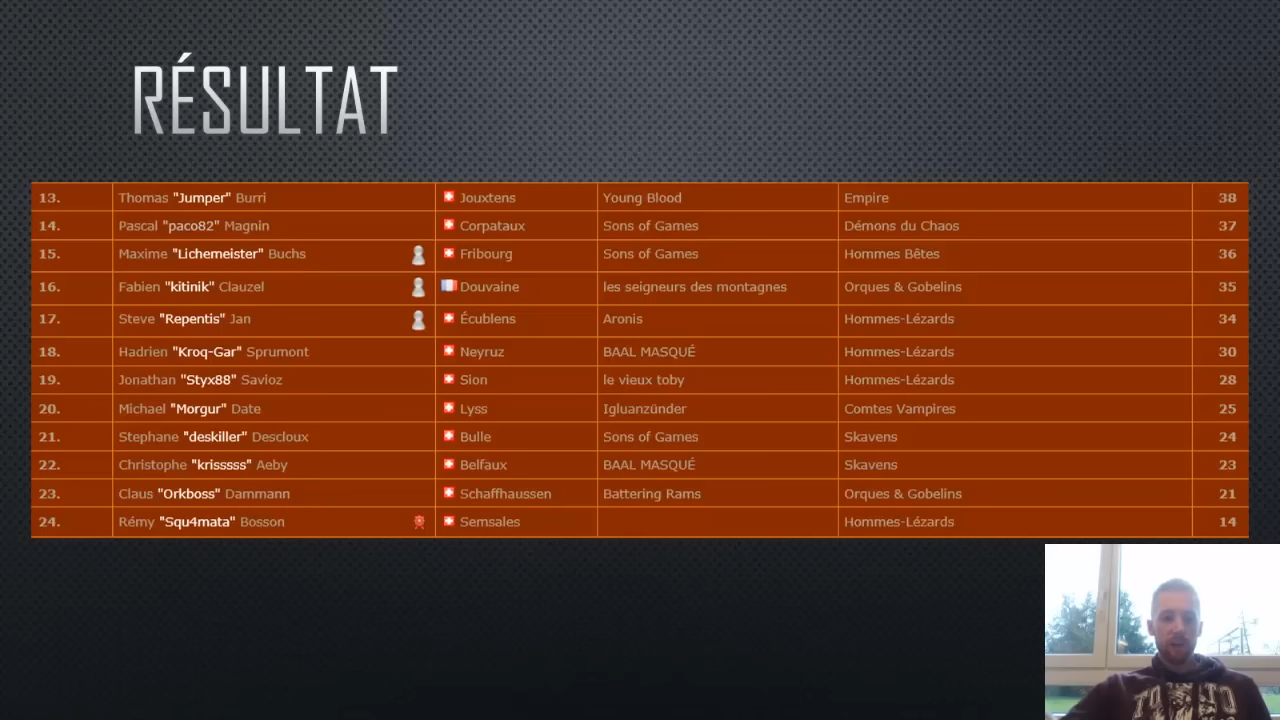 RÉSULTAT
13. Thomas "Jumper" Burri Jouxtens Young Blood Empire 38
14. Pascal "paco82" Magnin Corpataux Sons of Games Démons du Chaos 37
15. Maxime "Lichemeister" Buchs Fribourg Sons of Games Hommes Bêtes 36
16. Fabien "kitinik" Clauzel Douvaine les seigneurs des montagnes Orques & Gobelins 35
17. Steve "Repentis" Jan Écublens Aronis Hommes-Lézards 34
18. Hadrien "Kroq-Gar" Sprumont Neyruz BAAL MASQUÉ Hommes-Lézards 30
19. Jonathan "Styx88" Savioz Sion le vieux toby Hommes-Lézards 28
20. Michael "Morgur" Date Lyss Igluanzünder Comtes Vampires 25
21. Stephane "deskiller" Descloux Bulle Sons of Games Skavens 24
22. Christophe "krisssss" Aeby Belfaux BAAL MASQUÉ Skavens 23
23. Claus "Orkboss" Dammann Schaffhaussen Battering Rams Orques & Gobelins 21
24. Rémy "Squ4mata" Bosson Semsales Hommes-Lézards 14